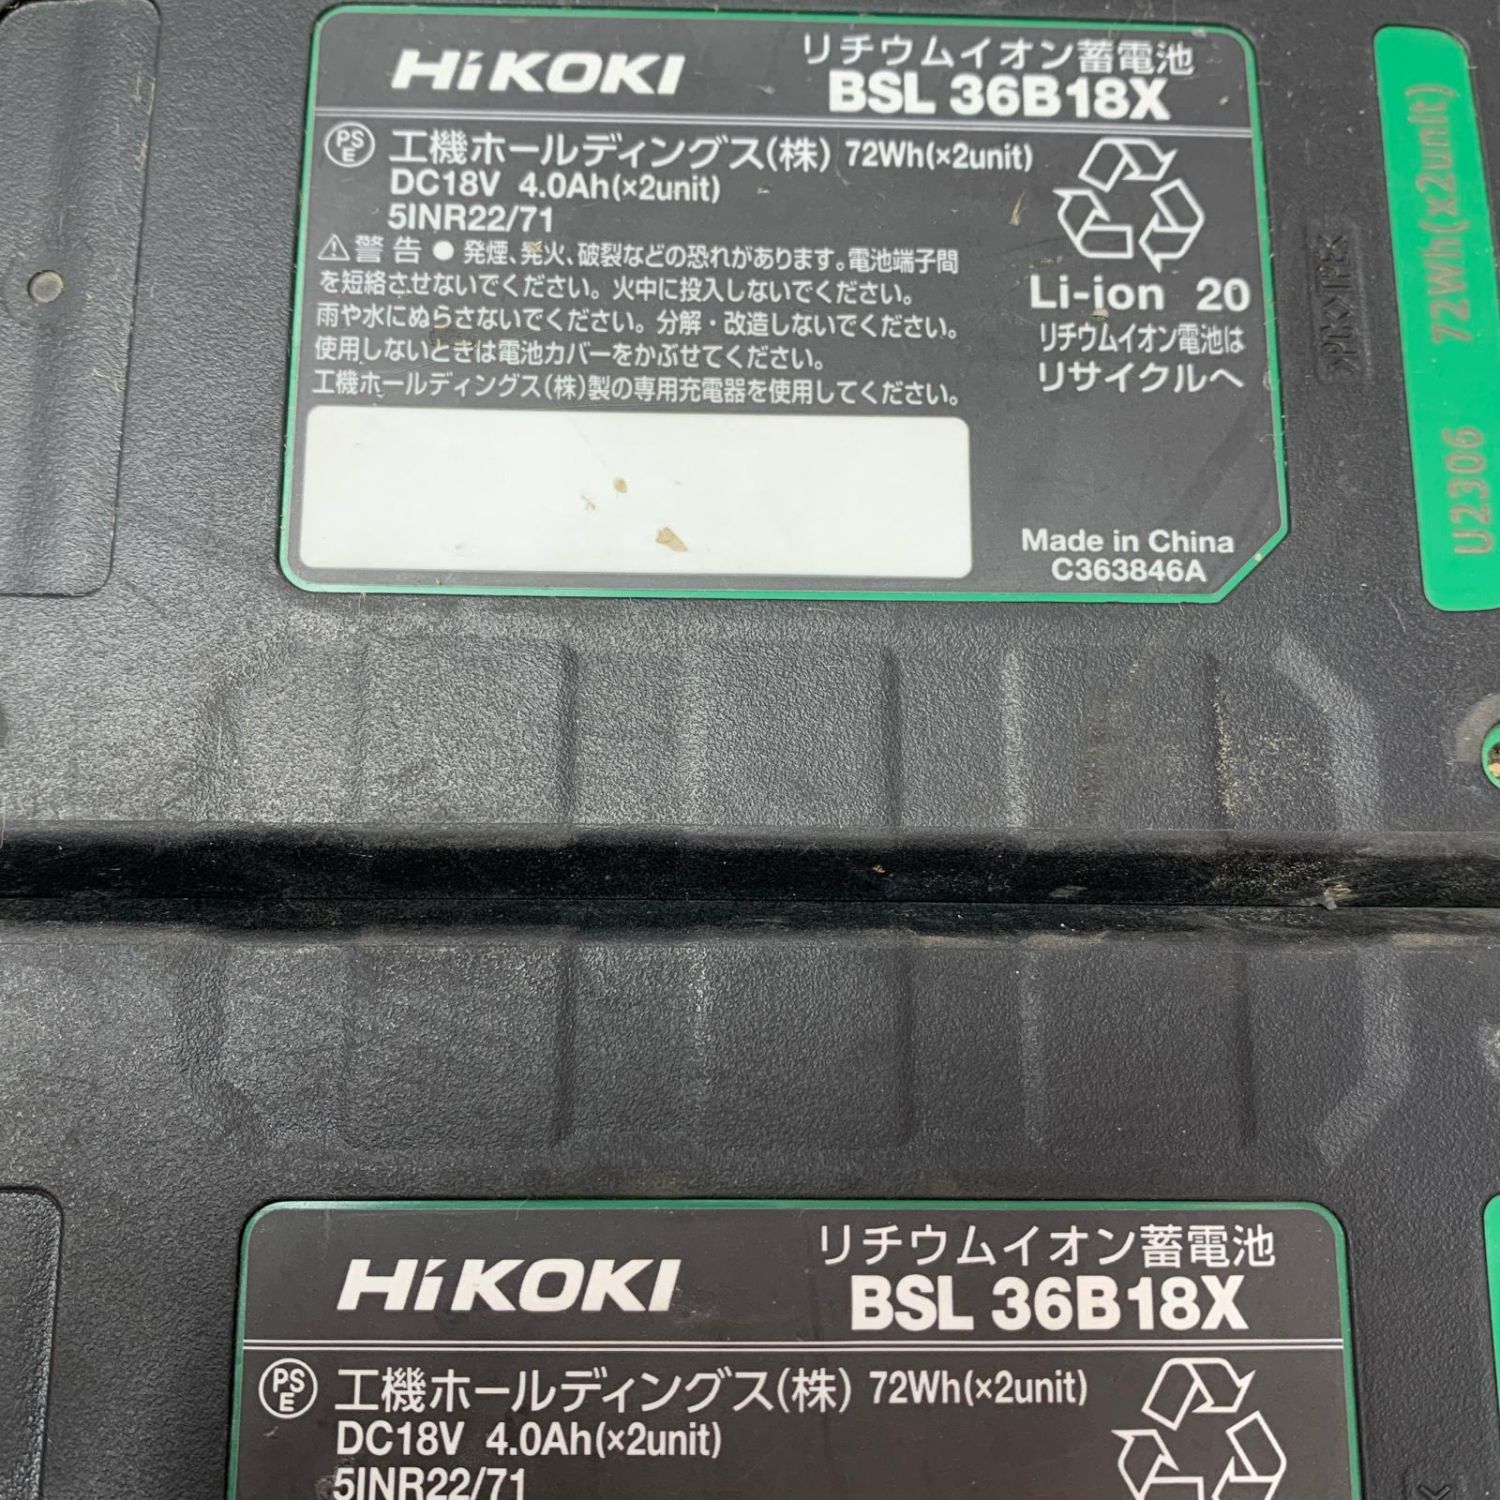 HiKOKI
リチウムイオン蓄電池
BSL 36B18X
PS E
工機ホールディングス(株) 72Wh(×2unit)
DC18V 4.0Ah(×2unit)
5INR22/71
⚠警告 ● 発煙、発火、破裂などの恐れがあります。電池端子間
を短絡させないでください。火中に投入しないでください。
雨や水にぬらさないでください。分解・改造しないでください。
使用しないときは電池カバーをかぶせてください。
工機ホールディングス(株)製の専用充電器を使用してください。
Li-ion 20
リチウムイオン電池は
リサイクルへ
Made in China
C363846A
U2306 72Wh(x2unit)
HiKOKI
リチウムイオン蓄電池
BSL 36B18X
PS E
工機ホールディングス(株) 72Wh(×2unit)
DC18V 4.0Ah(×2unit)
5INR22/71